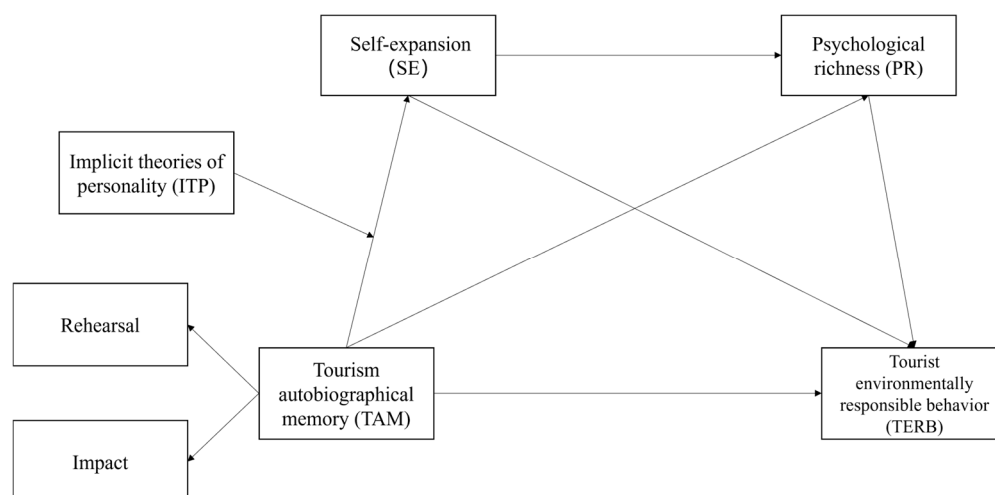 Self-expansion
(SE)
Psychological
richness (PR)
Implicit theories of
personality (ITP)
Rehearsal
Tourism
autobiographical
memory (TAM)
Tourist
environmentally
responsible behavior
(TERB)
Impact